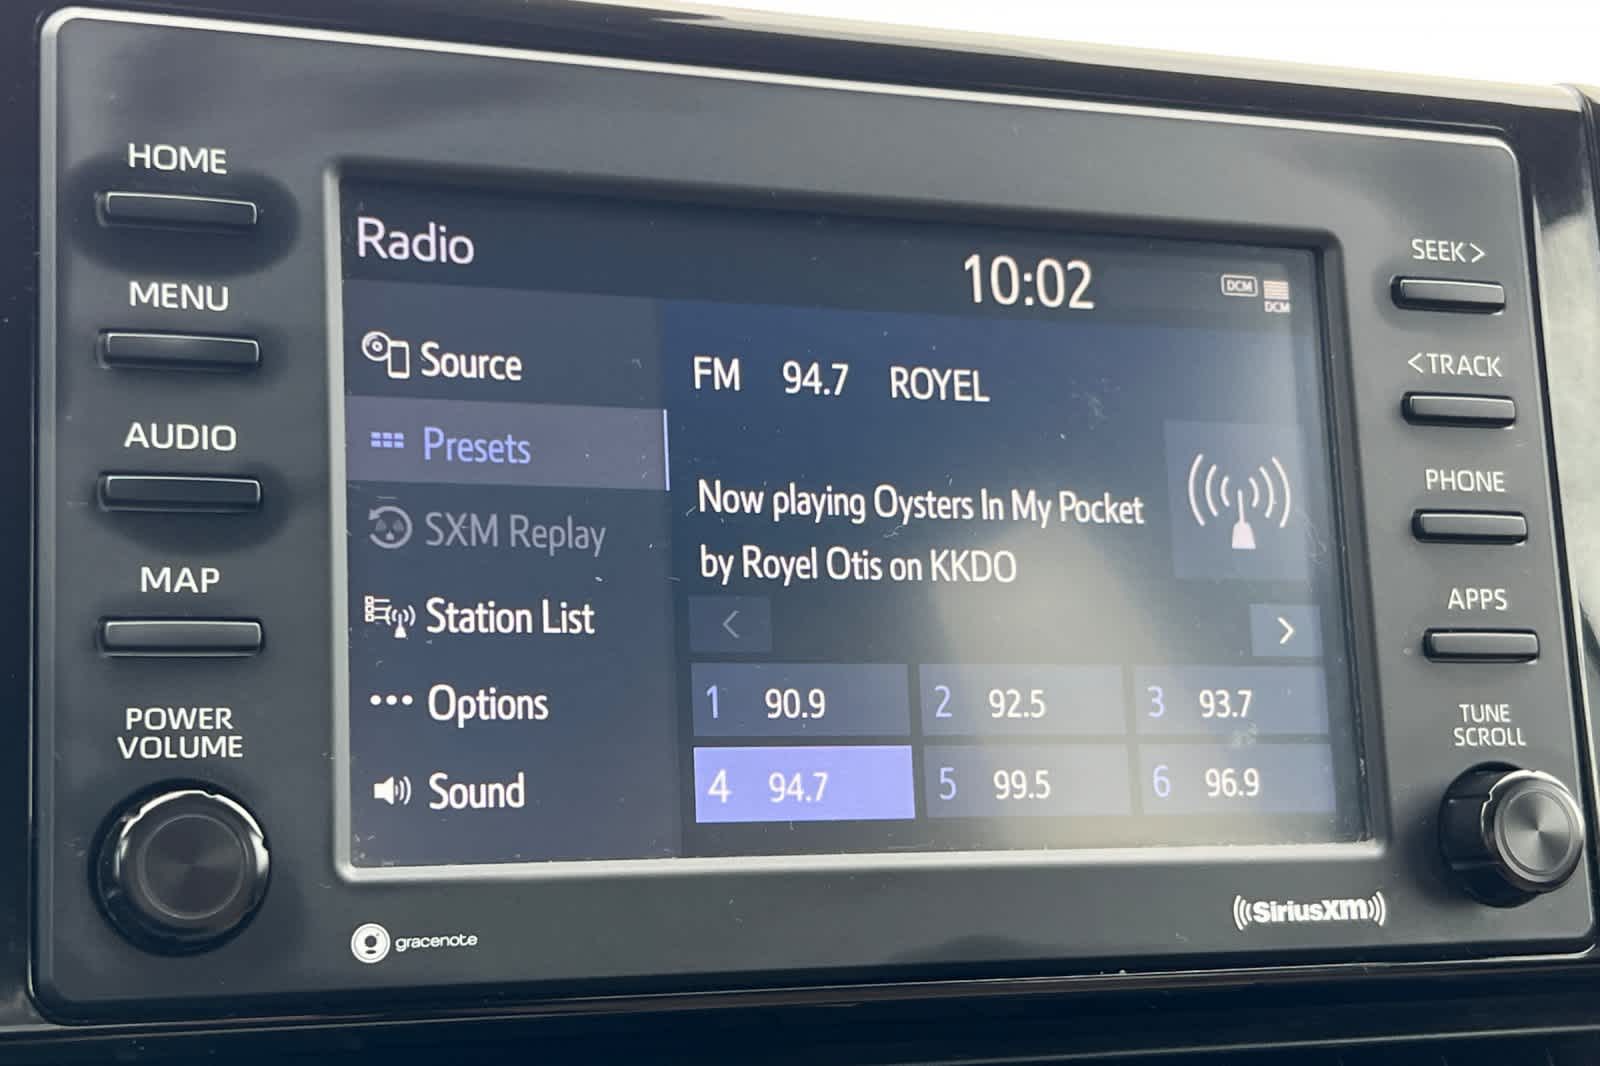 HOME
MENU
AUDIO
MAP
POWER
VOLUME
Radio
10:02
DCM
DCM
Source
Presets
SXM Replay
Station List
Options
Sound
FM 94.7 ROYEL
Now playing Oysters In My Pocket
by Royel Otis on KKDO
< >
1 90.9 2 92.5 3 93.7
4 94.7 5 99.5 6 96.9
SEEK >
< TRACK
PHONE
APPS
TUNE
SCROLL
gracenote
((SiriusXM))